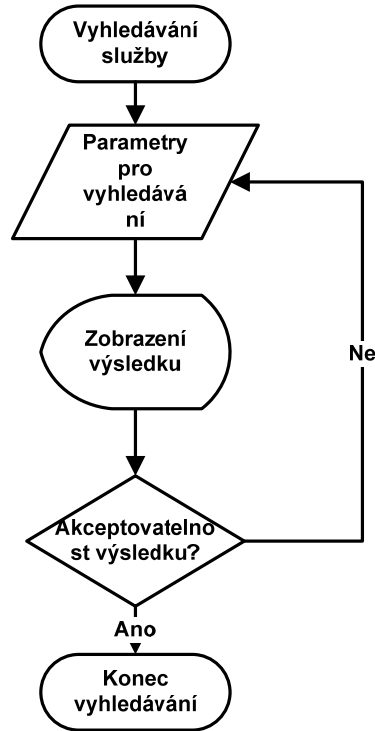 Vyhledávání
služby
Parametry
pro
vyhledává
ní
Zobrazení
výsledku
Ne
Akceptovatelno
st výsledku?
Ano
Konec
vyhledávání